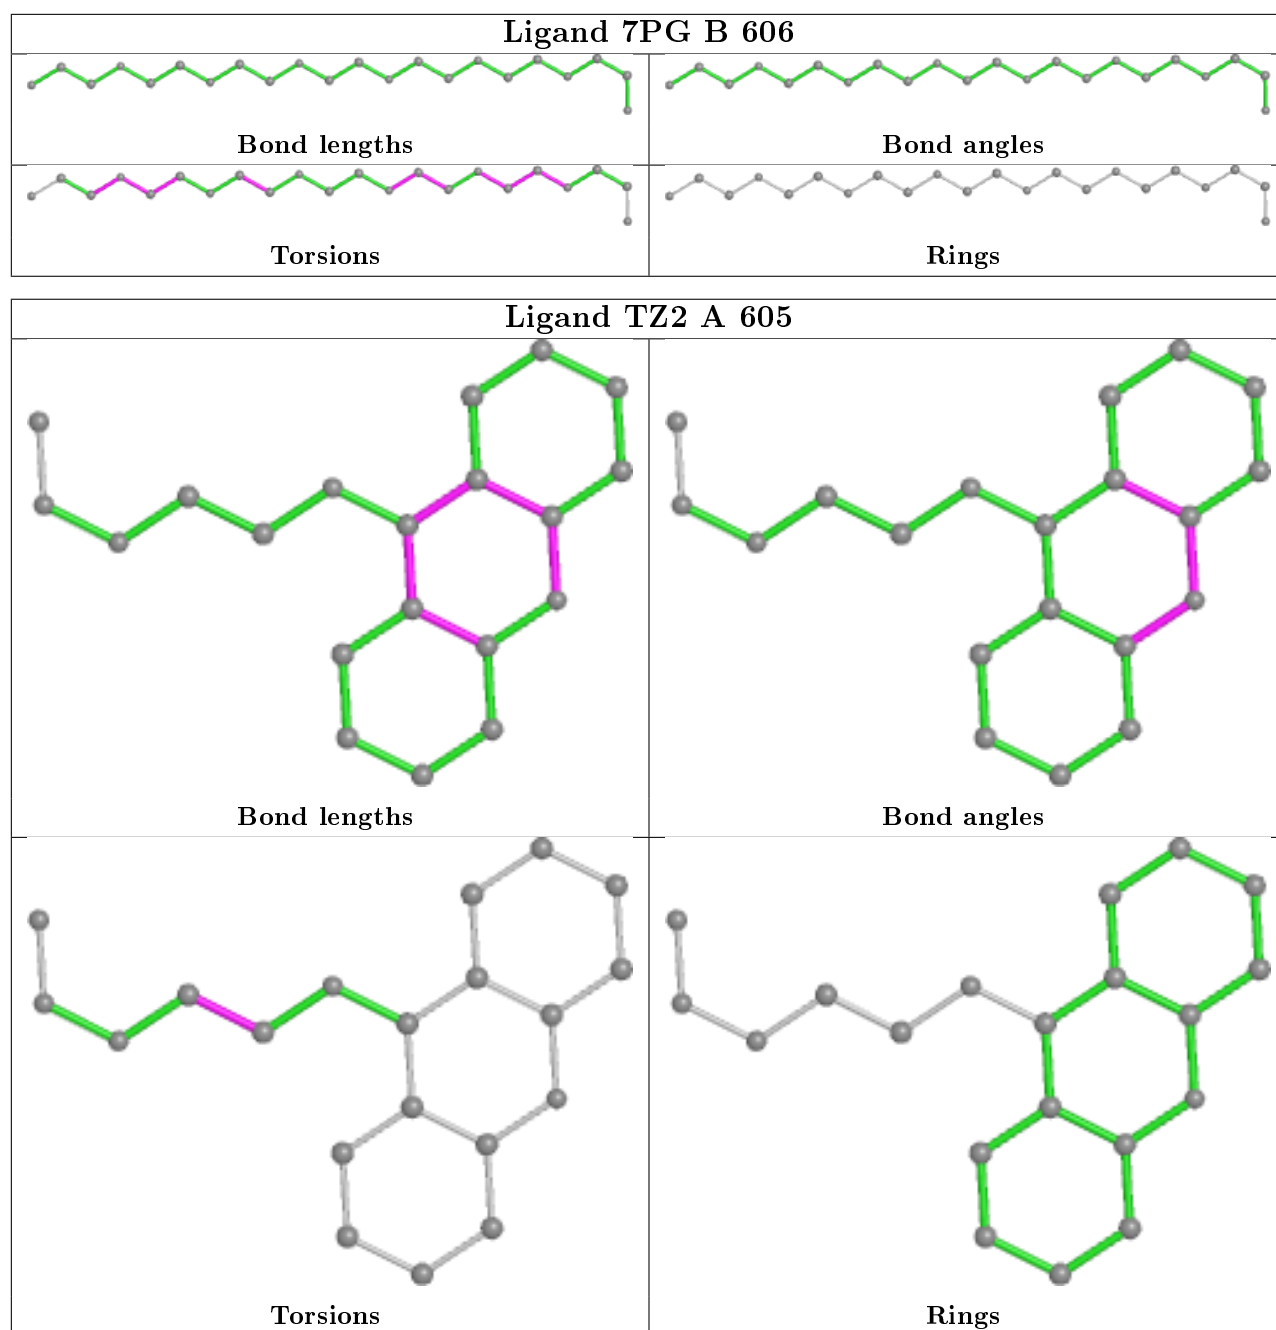 Ligand 7PG B 606
Bond lengths
Bond angles
Torsions
Rings
Ligand TZ2 A 605
Bond lengths
Bond angles
Torsions
Rings